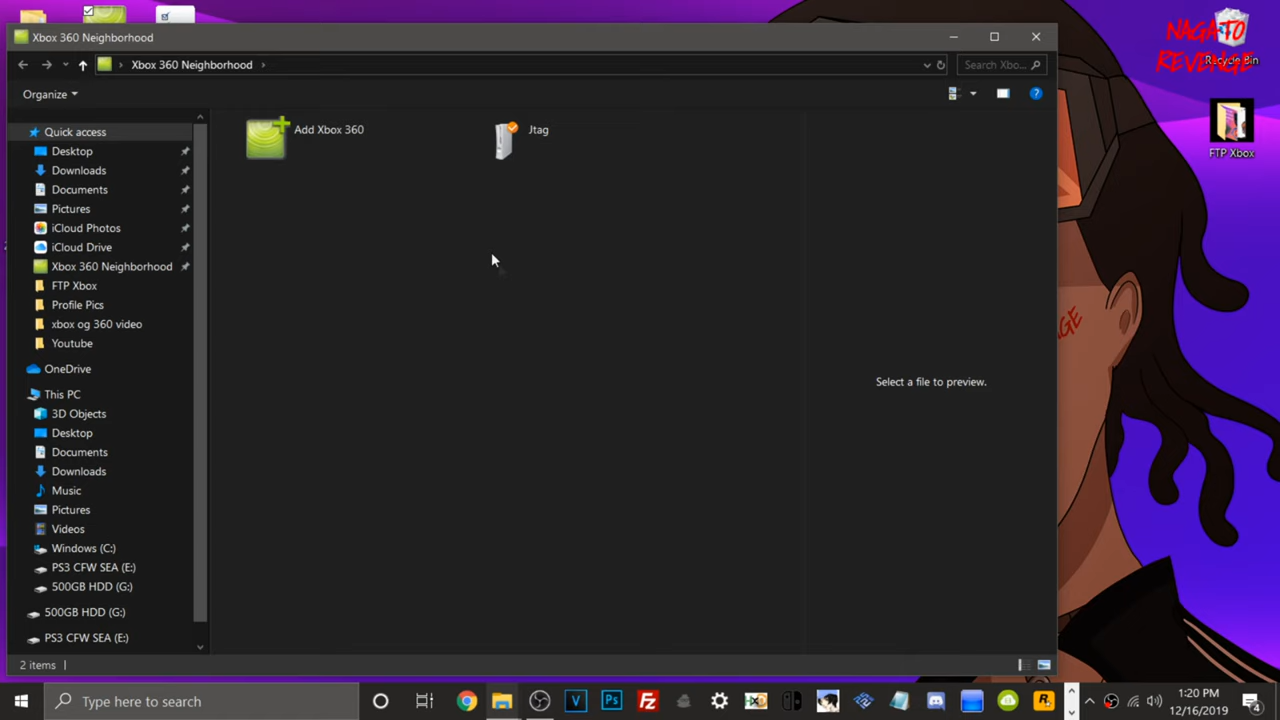 Xbox 360 Neighborhood
Xbox 360 Neighborhood
Search Xbo...
Organize
Quick access
Desktop
Downloads
Documents
Pictures
iCloud Photos
iCloud Drive
Xbox 360 Neighborhood
FTP Xbox
Profile Pics
xbox og 360 video
Youtube
OneDrive
This PC
3D Objects
Desktop
Documents
Downloads
Music
Pictures
Videos
Windows (C:)
PS3 CFW SEA (E:)
500GB HDD (G:)
500GB HDD (G:)
PS3 CFW SEA (E:)
Add Xbox 360
Jtag
Select a file to preview.
2 items
NAGATO
REVENGE
Recycle Bin
FTP Xbox
Type here to search
1:20 PM
12/16/2019
4